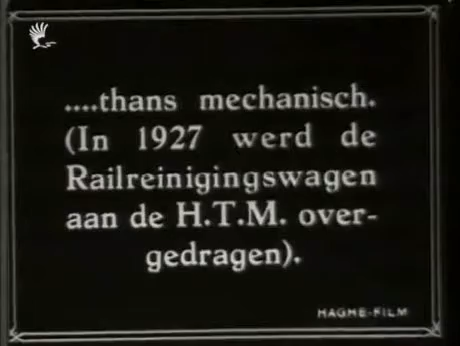 ....thans mechanisch.
(In 1927 werd de
Railreinigingswagen
aan de H.T.M. over-
gedragen).
HAGHE-FILM